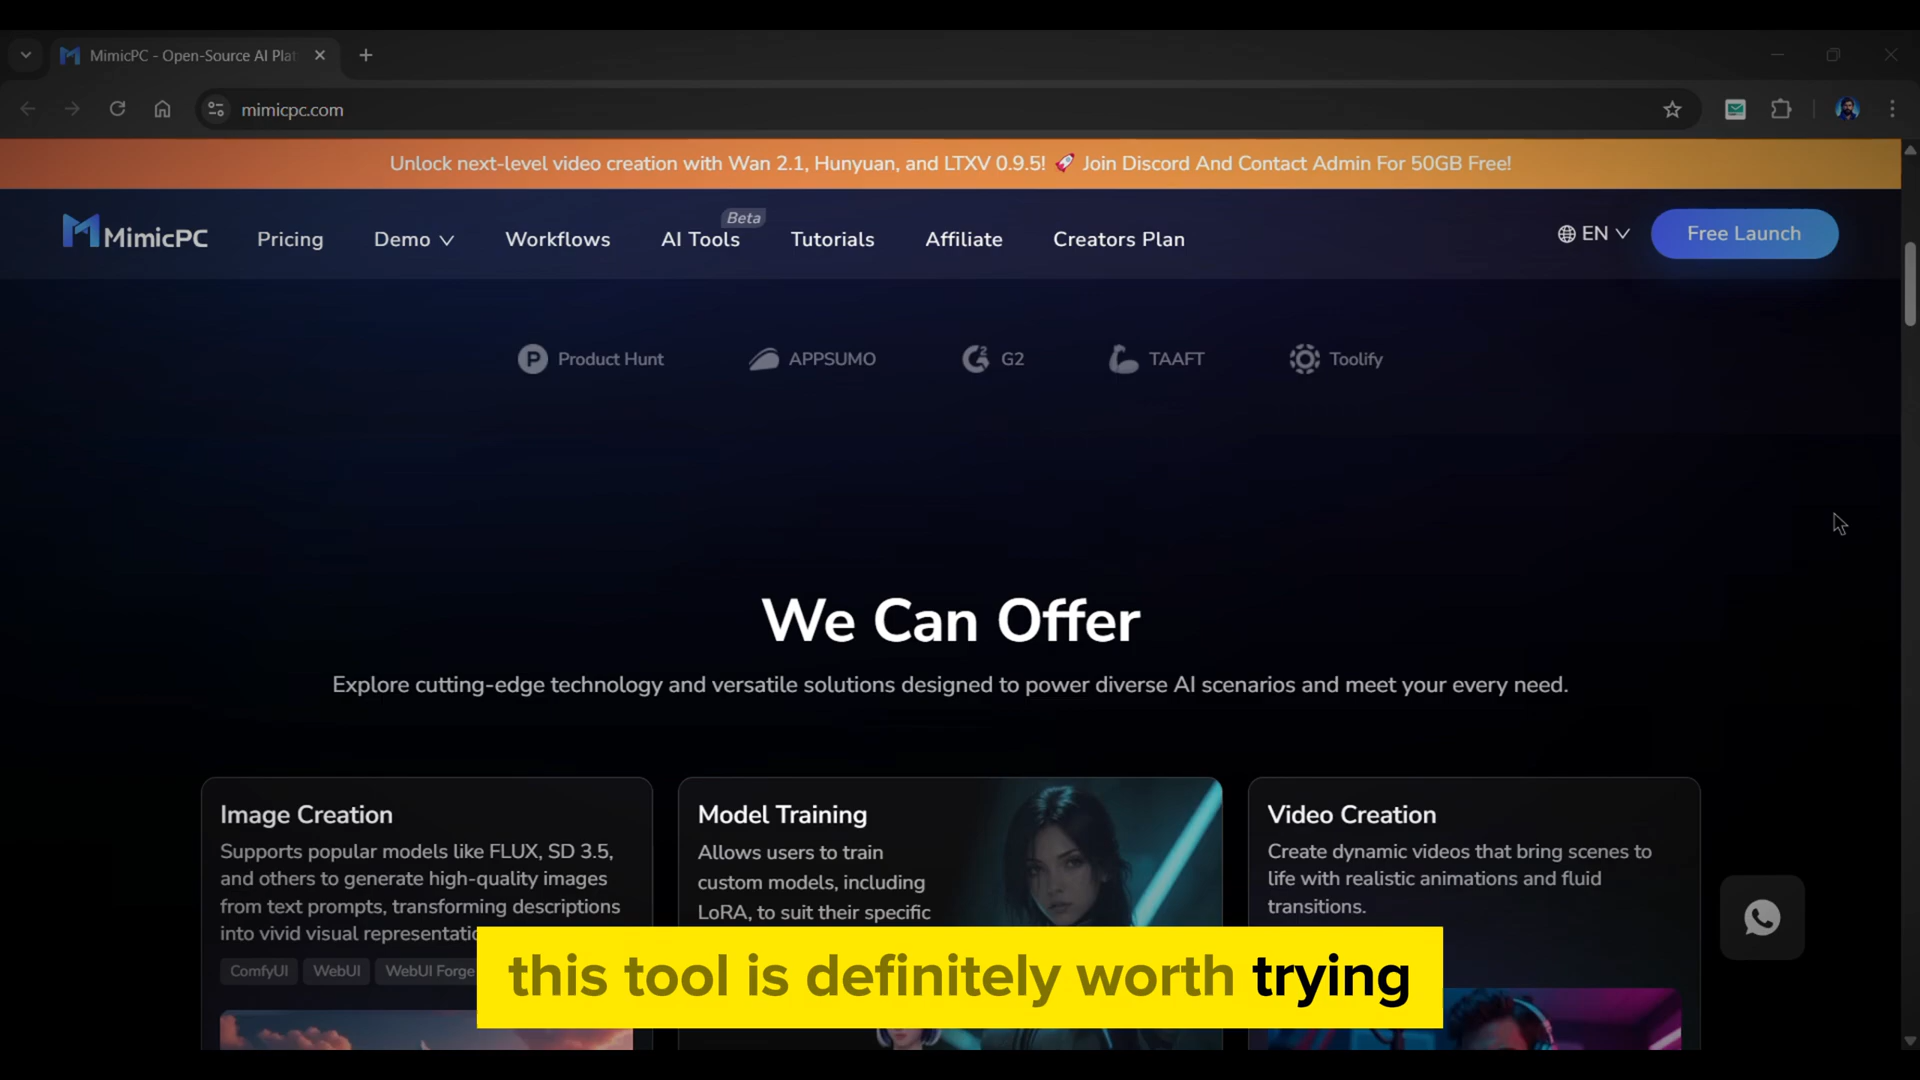 MimicPC - Open-Source AI Plat
mimicpc.com
Unlock next-level video creation with Wan 2.1, Hunyuan, and LTXV 0.9.5! 🚀 Join Discord And Contact Admin For 50GB Free!
MimicPC
Pricing
Demo
Workflows
AI Tools
Beta
Tutorials
Affiliate
Creators Plan
EN
Free Launch
Product Hunt
APPSUMO
G2
TAAFT
Toolify
We Can Offer
Explore cutting-edge technology and versatile solutions designed to power diverse AI scenarios and meet your every need.
Image Creation
Supports popular models like FLUX, SD 3.5,
and others to generate high-quality images
from text prompts, transforming descriptions
into vivid visual
ComfyUI
WebUI
WebUI Forge
Model Training
Allows users to train
custom models, including
LoRA, to suit their specific
Video Creation
Create dynamic videos that bring scenes to
life with realistic animations and fluid
transitions.
this tool is definitely worth trying